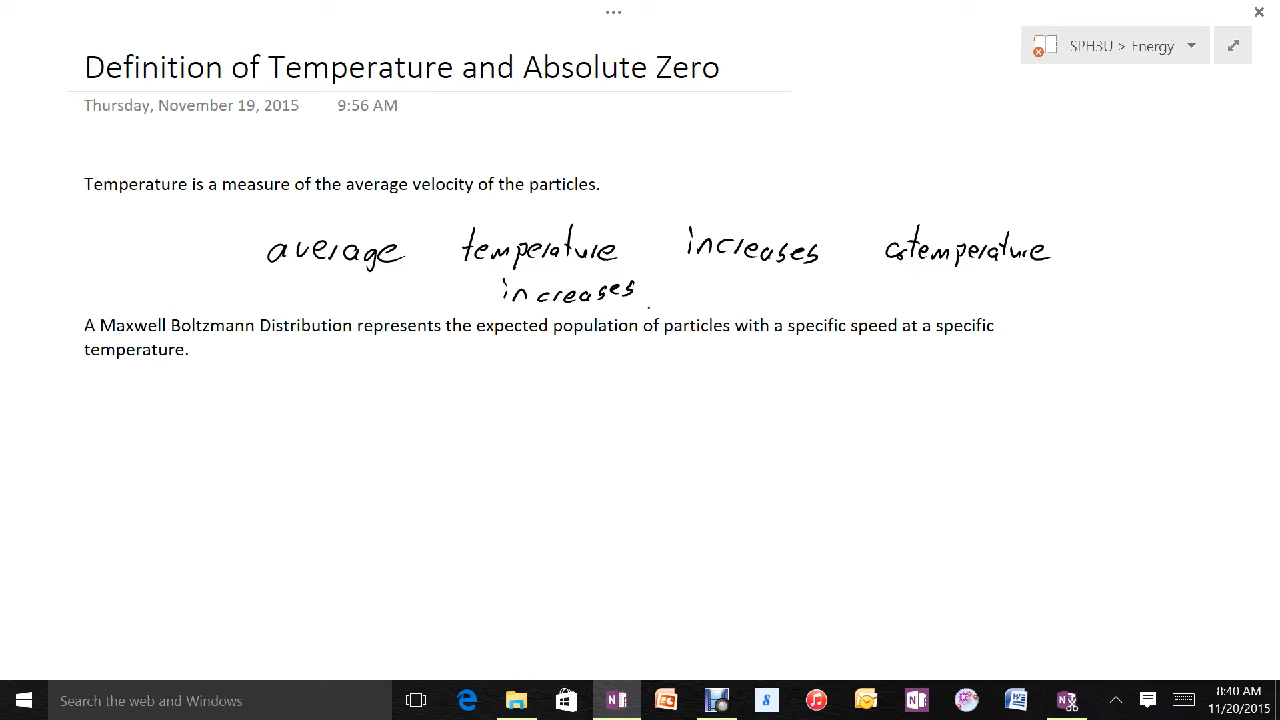 Definition of Temperature and Absolute Zero
SPH3U > Energy
Thursday, November 19, 2015 9:56 AM
Temperature is a measure of the average velocity of the particles.
average temperature increases as temperature
increases
A Maxwell Boltzmann Distribution represents the expected population of particles with a specific speed at a specific
temperature.
Search the web and Windows
8:40 AM
11/20/2015